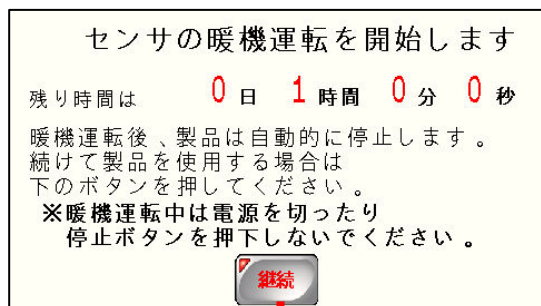 センサの暖機運転を開始します
残り時間は 0 日 1 時間 0 分 0 秒
暖機運転後、製品は自動的に停止します。
続けて製品を使用する場合は
下のボタンを押してください。
※暖機運転中は電源を切ったり
停止ボタンを押下しないでください。
継続